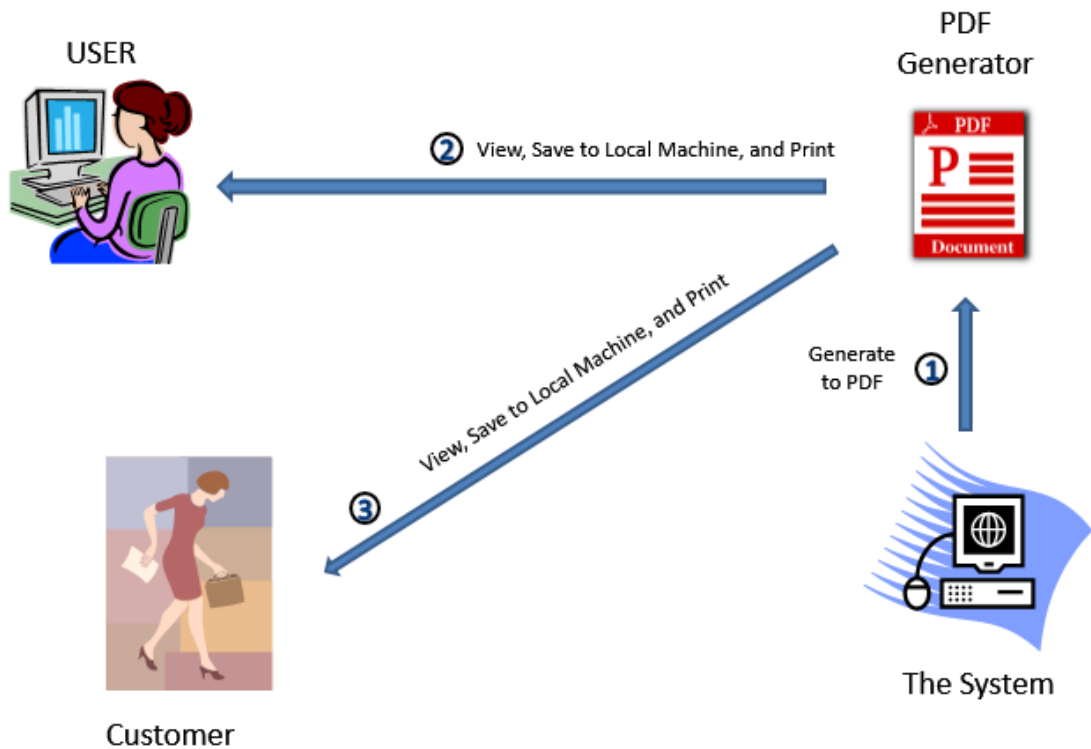 USER
PDF
Generator
PDF
P
Document
2 View, Save to Local Machine, and Print
View, Save to Local Machine, and Print
3
Generate
to PDF
1
The System
Customer